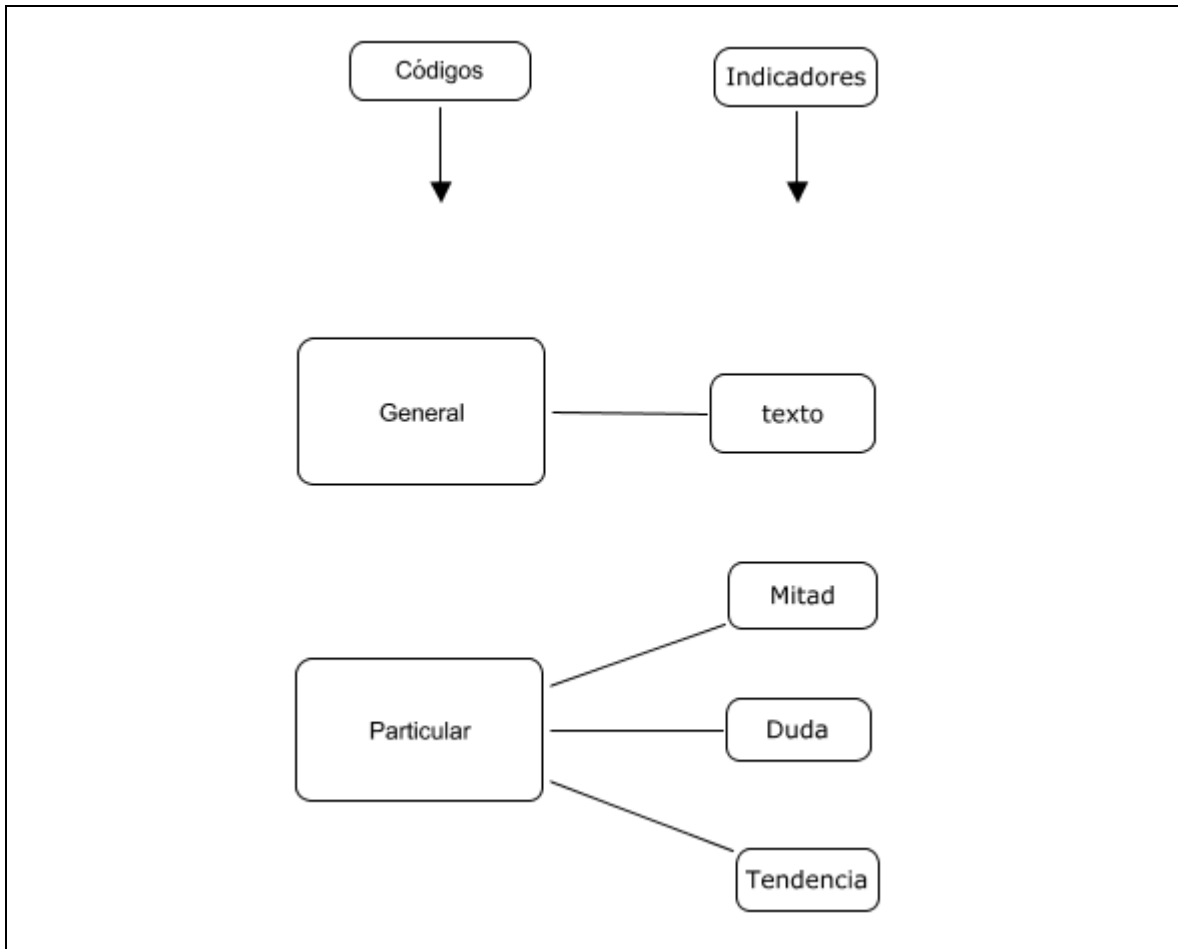 Códigos
Indicadores
General
texto
Mitad
Particular
Duda
Tendencia